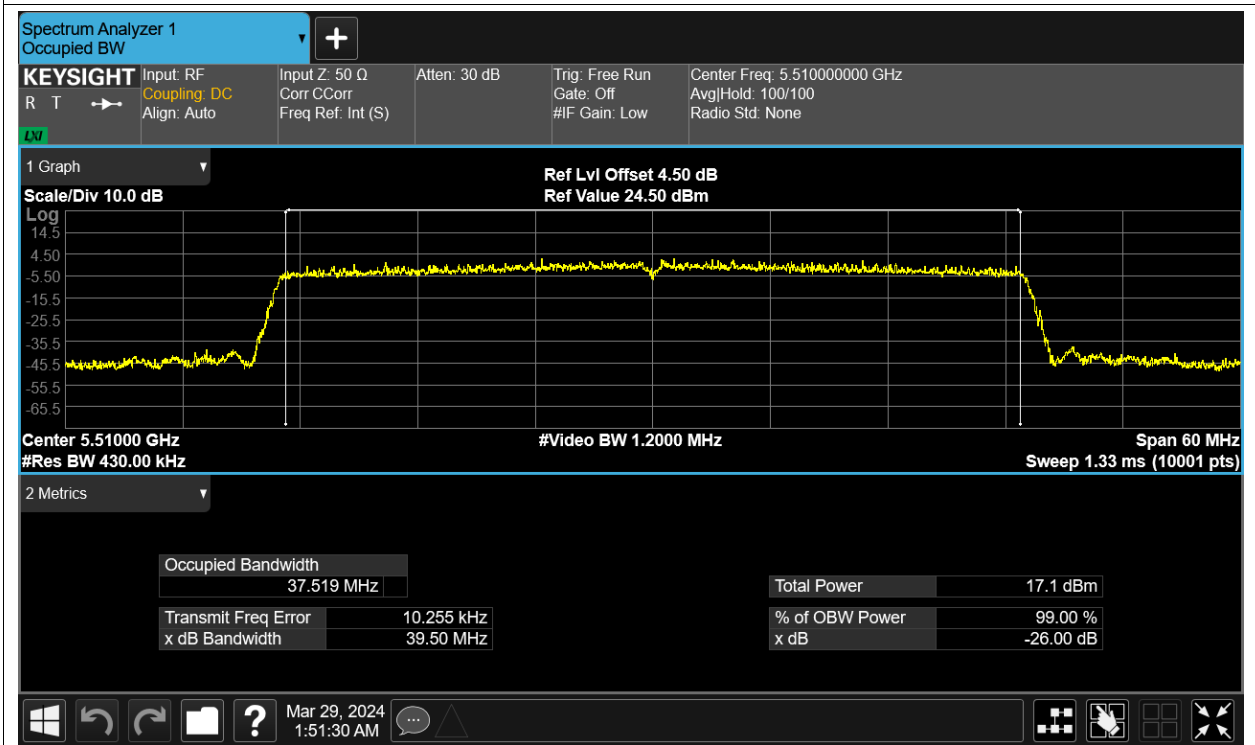 Spectrum Analyzer 1
Occupied BW
KEYSIGHT
R T
LXI
Input: RF
Coupling: DC
Align: Auto
Input Z: 50 Ω
Corr CCorr
Freq Ref: Int (S)
Atten: 30 dB
Trig: Free Run
Gate: Off
#IF Gain: Low
Center Freq: 5.510000000 GHz
Avg|Hold: 100/100
Radio Std: None
1 Graph
Scale/Div 10.0 dB
Ref Lvl Offset 4.50 dB
Ref Value 24.50 dBm
Log
14.5
4.50
-5.50
-15.5
-25.5
-35.5
-45.5
-55.5
-65.5
Center 5.51000 GHz
#Res BW 430.00 kHz
#Video BW 1.2000 MHz
Span 60 MHz
Sweep 1.33 ms (10001 pts)
2 Metrics
Occupied Bandwidth
37.519 MHz
Transmit Freq Error 10.255 kHz
x dB Bandwidth 39.50 MHz
Total Power 17.1 dBm
% of OBW Power 99.00 %
x dB -26.00 dB
?
Mar 29, 2024
1:51:30 AM